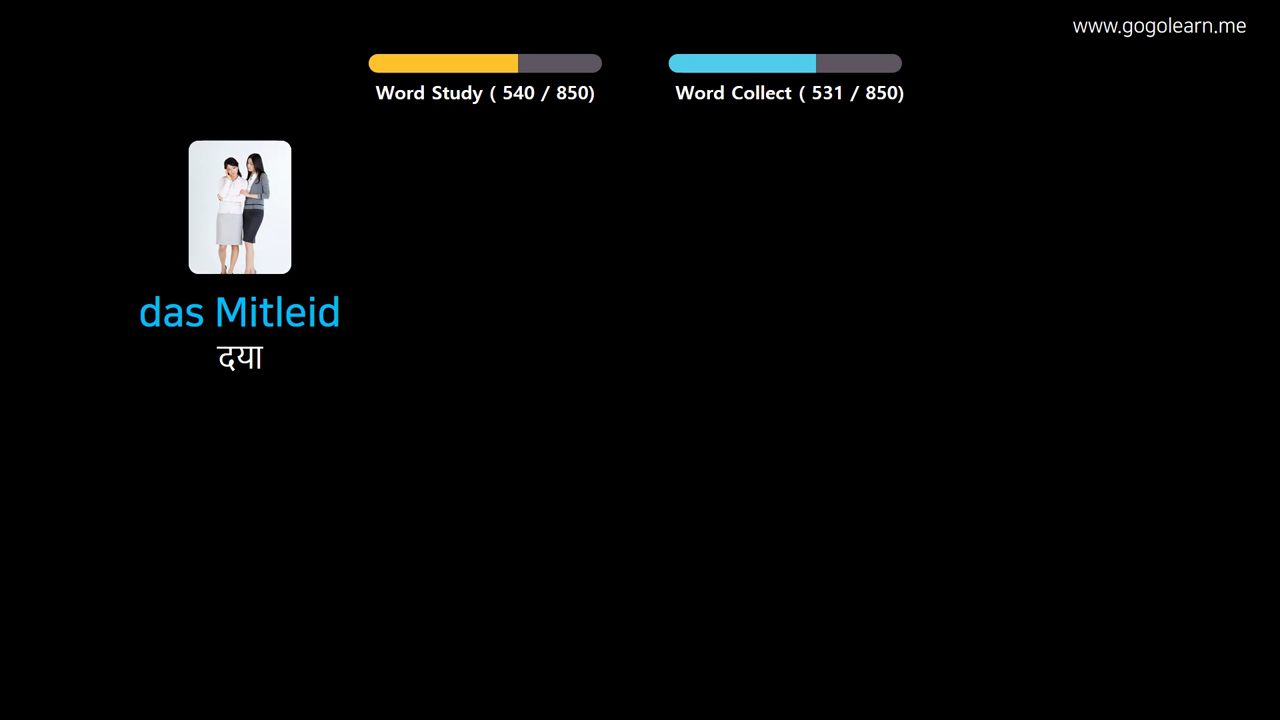 www.gogolearn.me
Word Study ( 540 / 850)
Word Collect ( 531 / 850)
das Mitleid
दया